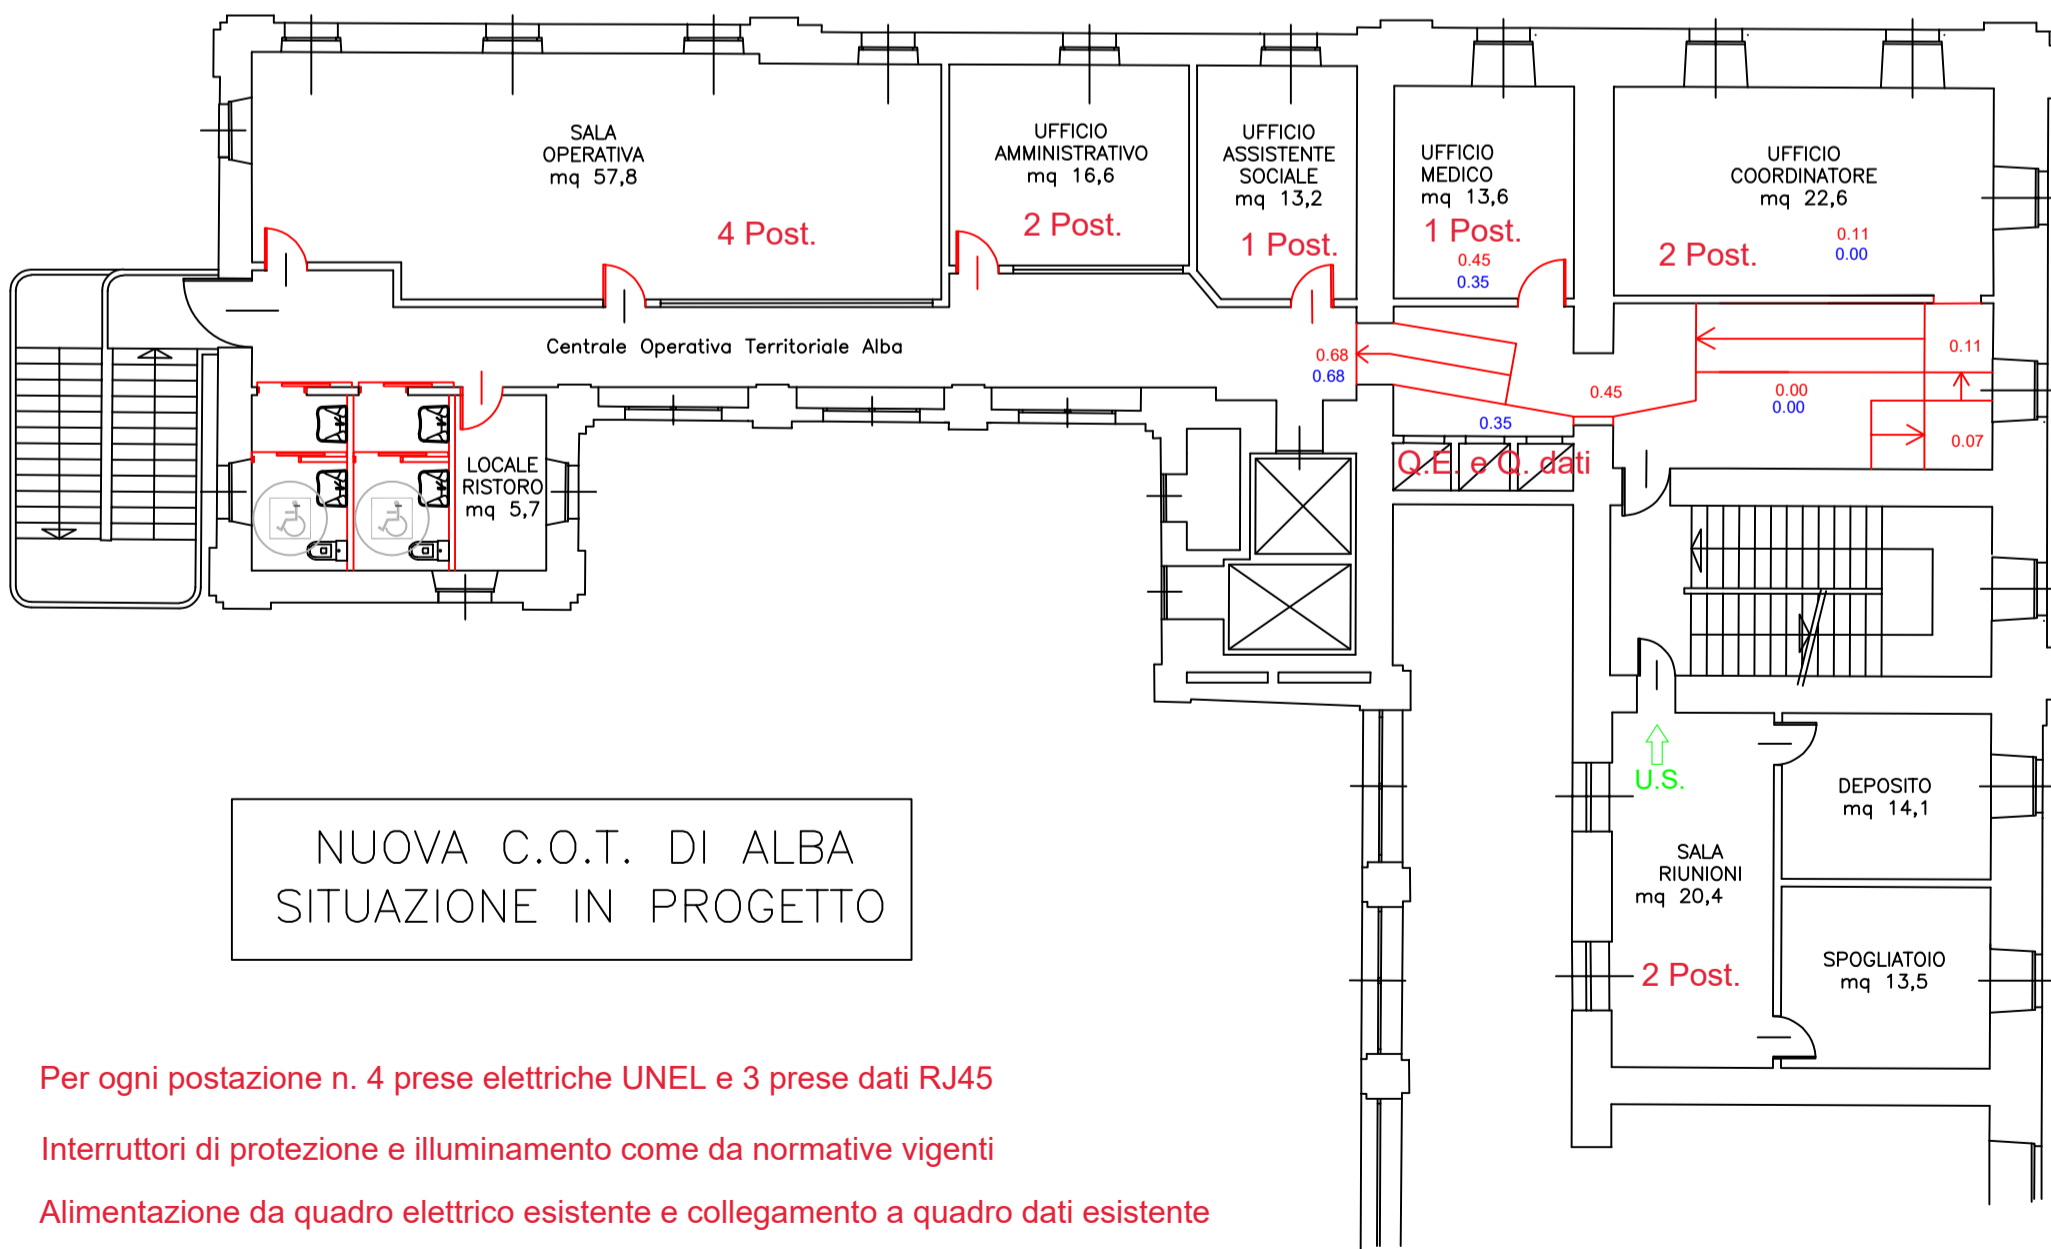 SALA
OPERATIVA
mq 57,8
4 Post.
UFFICIO
AMMINISTRATIVO
mq 16,6
2 Post.
UFFICIO
ASSISTENTE
SOCIALE
mq 13,2
1 Post.
UFFICIO
MEDICO
mq 13,6
1 Post.
0.45
0.35
UFFICIO
COORDINATORE
mq 22,6
2 Post.
0.11
0.00
Centrale Operativa Territoriale Alba
0.68
0.68
0.45
0.35
0.11
0.00
0.00
0.07
Q.E. e Q. dati
LOCALE
RISTORO
mq 5,7
U.S.
DEPOSITO
mq 14,1
SALA
RIUNIONI
mq 20,4
2 Post.
SPOGLIATOIO
mq 13,5
NUOVA C.O.T. DI ALBA
SITUAZIONE IN PROGETTO
Per ogni postazione n. 4 prese elettriche UNEL e 3 prese dati RJ45
Interruttori di protezione e illuminamento come da normative vigenti
Alimentazione da quadro elettrico esistente e collegamento a quadro dati esistente